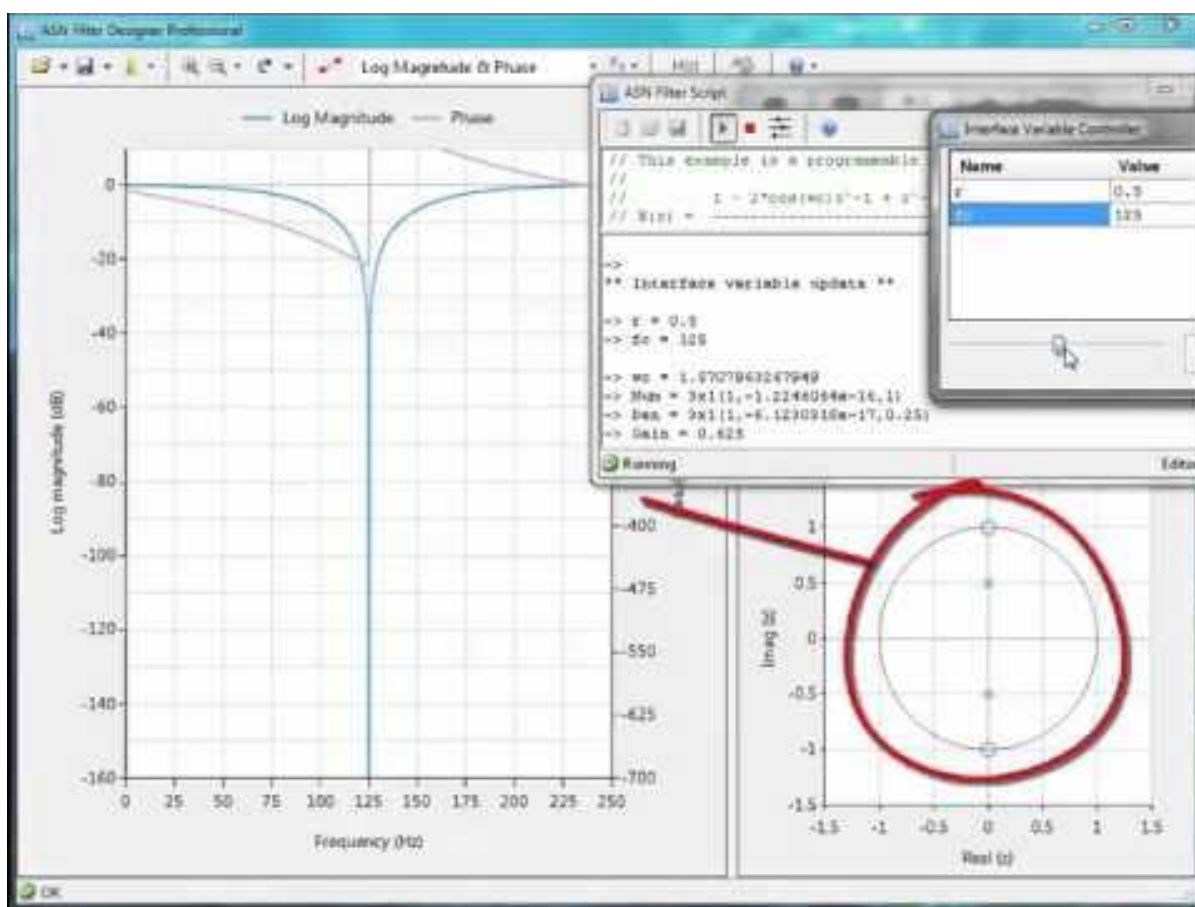 ASN Filter Designer Professional
Log Magnitude & Phase
Log Magnitude
Phase
0
-20
-40
-60
-80
-100
-120
-140
-160
Log magnitude (dB)
0 25 50 75 100 125 150 175 200 225 250
Frequency (Hz)
-400
-475
-550
-625
-700
ASN Filter Script
// This example is a programmable
//
// 1 - 2*cos(wc)z^-1 + z^-
// H(z) =
->
** Interface variable update **
-> r = 0.5
-> fc = 125
-> wc =
-> Num = 3x1(1,-1.2246064e-16,1)
-> Den = 3x1(1,-6.1230318e-17,0.25)
-> Gain = 0.625
Running
Interface Variable Controller
Name Value
r 0.5
fc 125
1
0.5
0
-0.5
-1
-1.5
Imag (z)
-1.5 -1 -0.5 0 0.5 1 1.5
Real (z)
OK